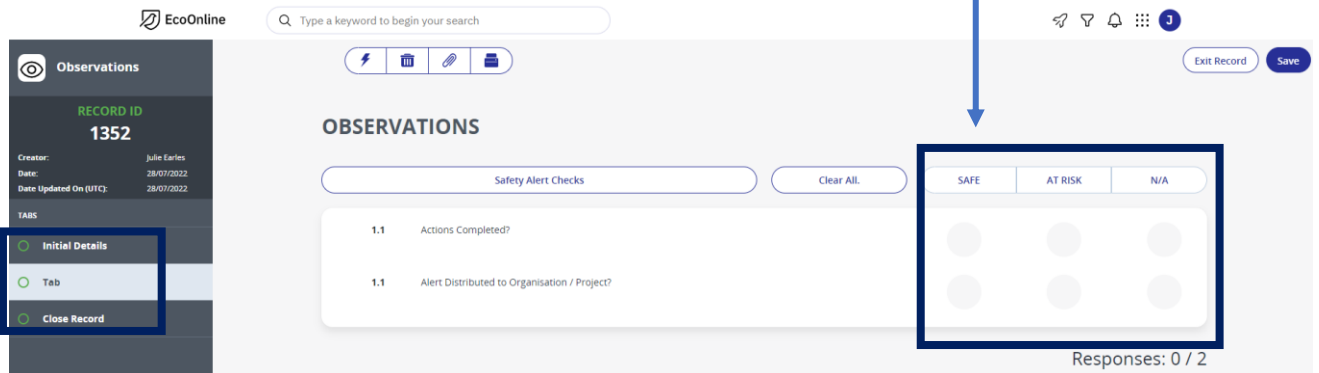 EcoOnline
Type a keyword to begin your search
J
Observations
Exit Record
Save
RECORD ID
1352
Creator: Julie Earles
Date: 28/07/2022
Date Updated On (UTC): 28/07/2022
TABS
Initial Details
Tab
Close Record
OBSERVATIONS
Safety Alert Checks Clear All. SAFE AT RISK N/A
1.1 Actions Completed?
1.1 Alert Distributed to Organisation / Project?
Responses: 0 / 2